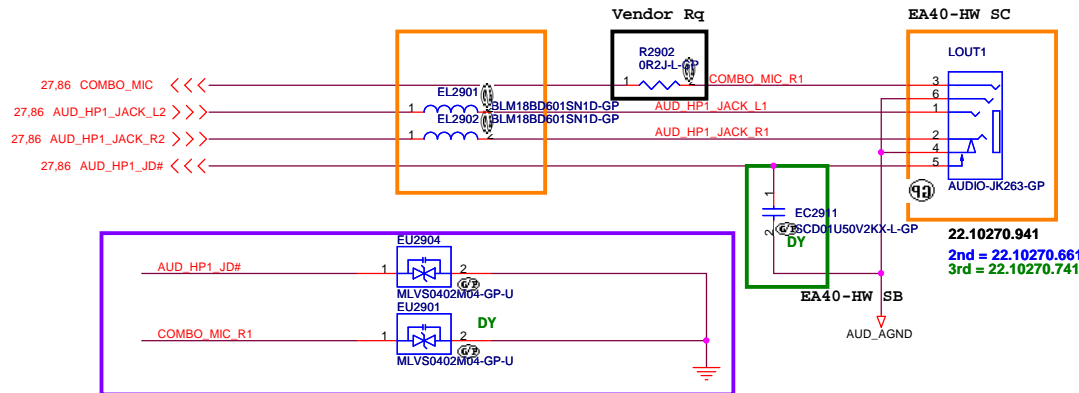 Vendor Rq
EA40-HW SC
R2902
0R2J-L-GP
LOUT1
27,86 COMBO_MIC
1
2
COMBO_MIC_R1
3
EL2901
6
27,86 AUD_HP1_JACK_L2
1
2
BLM18BD601SN1D-GP
AUD_HP1_JACK_L1
1
EL2902
BLM18BD601SN1D-GP
27,86 AUD_HP1_JACK_R2
1
2
AUD_HP1_JACK_R1
2
4
27,86 AUD_HP1_JD#
5
AUDIO-JK263-GP
GP
1
EC2911
2
SCD01U50V2KX-L-GP
DY
22.10270.941
2nd = 22.10270.661
3rd = 22.10270.741
EA40-HW SB
AUD_AGND
EU2904
AUD_HP1_JD#
1
2
MLVS0402M04-GP-U
EU2901
DY
COMBO_MIC_R1
1
2
MLVS0402M04-GP-U